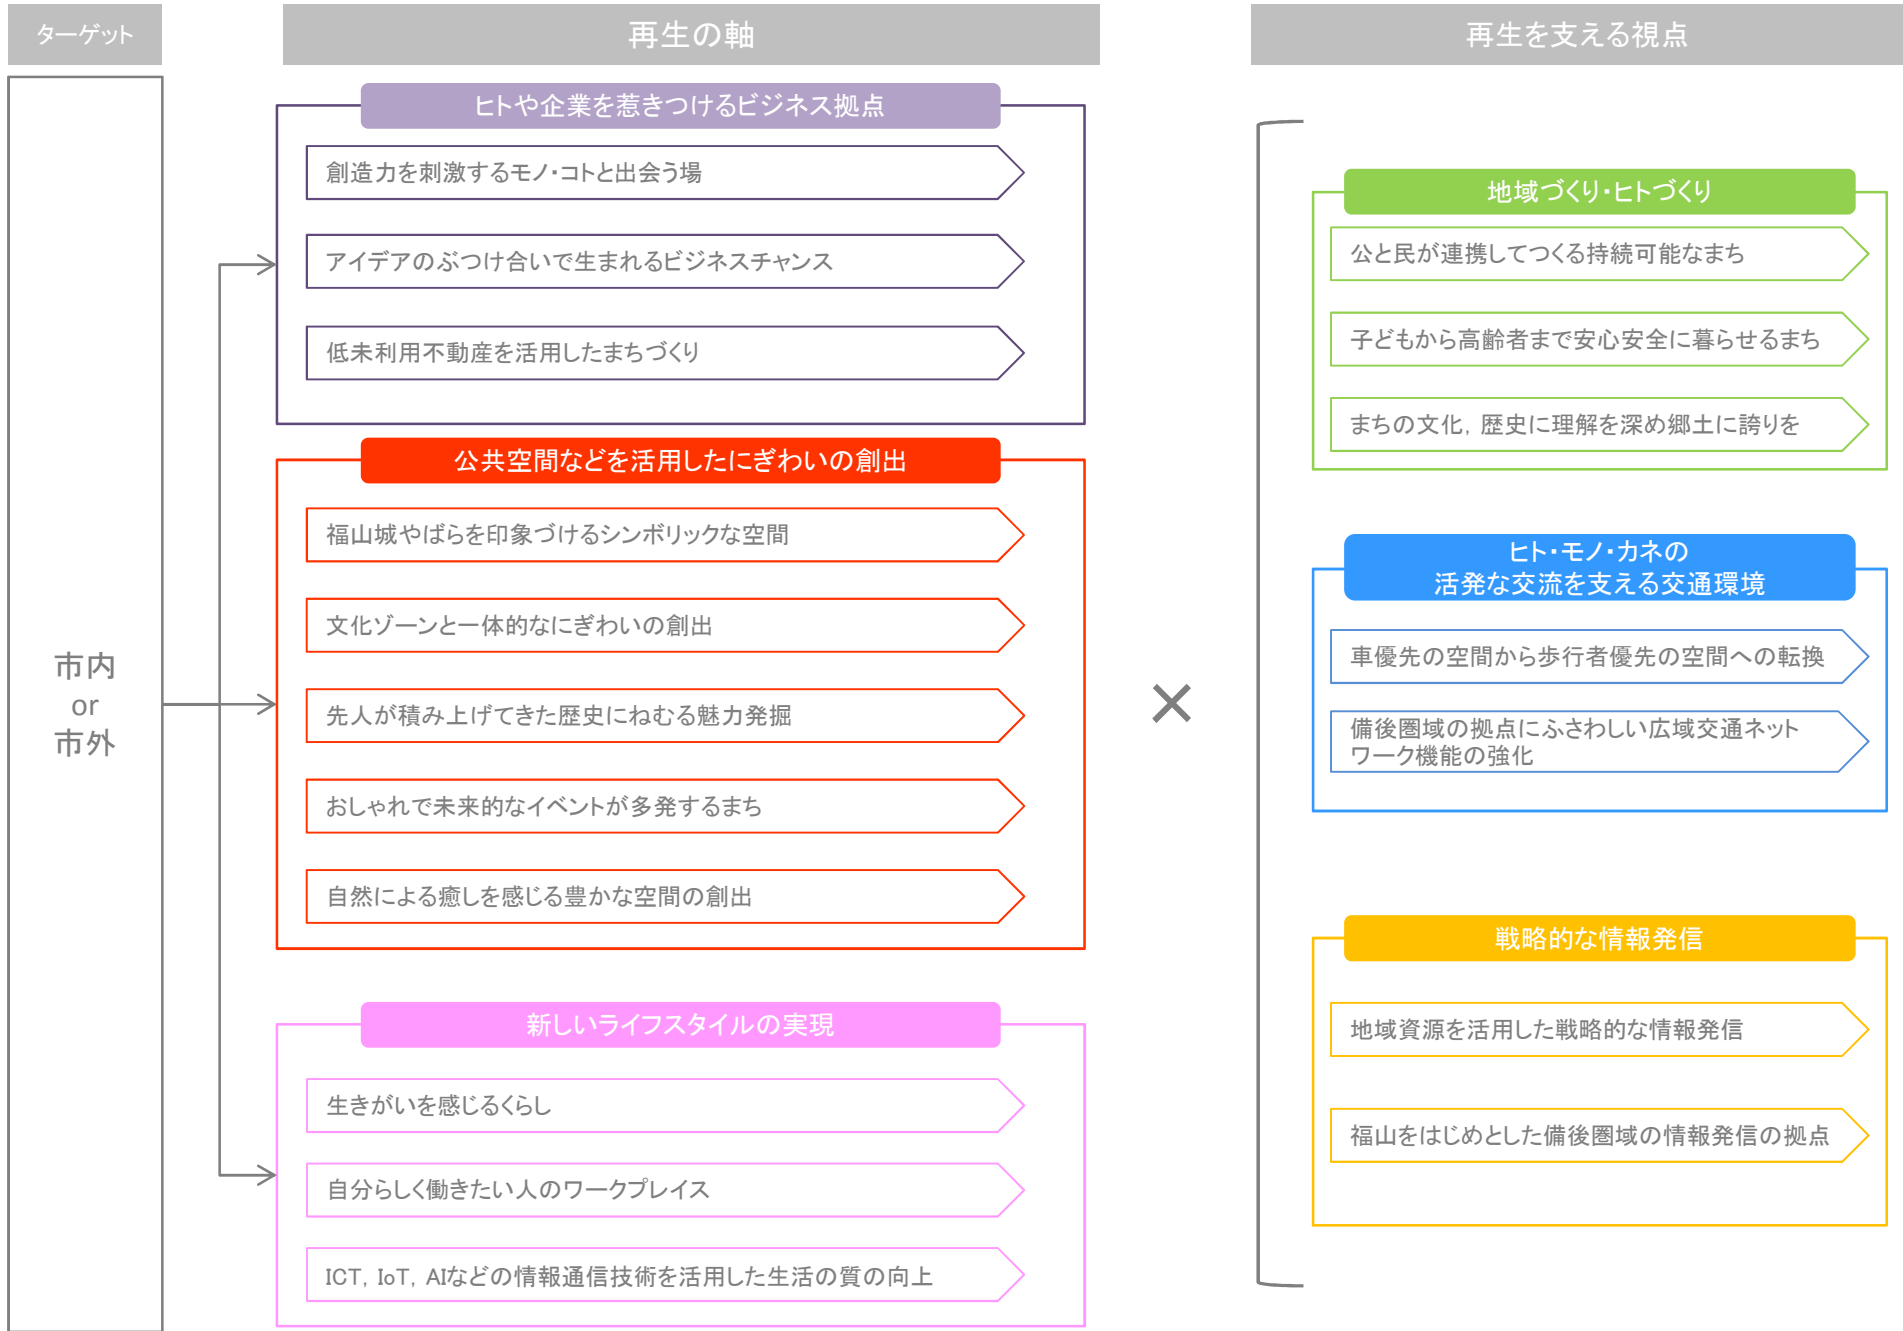 ターゲット
再生の軸
再生を支える視点
市内
or
市外
ヒトや企業を惹きつけるビジネス拠点
創造力を刺激するモノ・コトと出会う場
アイデアのぶつけ合いで生まれるビジネスチャンス
低未利用不動産を活用したまちづくり
公共空間などを活用したにぎわいの創出
福山城やばらを印象づけるシンボリックな空間
文化ゾーンと一体的なにぎわいの創出
先人が積み上げてきた歴史にねむる魅力発掘
おしゃれで未来的なイベントが多発するまち
自然による癒しを感じる豊かな空間の創出
新しいライフスタイルの実現
生きがいを感じるくらし
自分らしく働きたい人のワークプレイス
ICT, IoT, AIなどの情報通信技術を活用した生活の質の向上
×
地域づくり・ヒトづくり
公と民が連携してつくる持続可能なまち
子どもから高齢者まで安心安全に暮らせるまち
まちの文化, 歴史に理解を深め郷土に誇りを
ヒト・モノ・カネの
活発な交流を支える交通環境
車優先の空間から歩行者優先の空間への転換
備後圏域の拠点にふさわしい広域交通ネット
ワーク機能の強化
戦略的な情報発信
地域資源を活用した戦略的な情報発信
福山をはじめとした備後圏域の情報発信の拠点